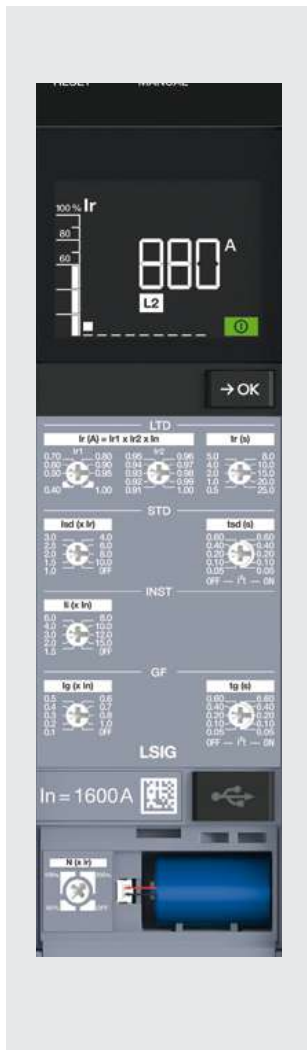 RESET MANUAL
100 % Ir
80
60
880 A
L2
→ OK
LTD
Ir (A) = Ir1 x Ir2 x In
tr (s)
Ir1 Ir2
0.70 0.80
0.60 0.90
0.50 0.95
0.40 1.00
0.95 0.96
0.94 0.97
0.93 0.98
0.92 0.99
0.91 1.00
5.0 8.0
4.0 10.0
2.0 15.0
1.0 20.0
0.5 25.0
STD
Isd (x Ir)
tsd (s)
3.0 4.0
2.5 6.0
2.0 8.0
1.5 10.0
1.0 OFF
0.60 0.60
0.40 0.40
0.20 0.20
0.10 0.10
0.05 0.05
OFF — I²t — ON
INST
Ii (x In)
6.0 8.0
4.0 10.0
3.0 12.0
2.0 15.0
1.5 OFF
GF
Ig (x In)
tg (s)
0.5 0.6
0.4 0.7
0.3 0.8
0.2 1.0
0.1 OFF
0.60 0.60
0.40 0.40
0.20 0.20
0.10 0.10
0.05 0.05
OFF — I²t — ON
LSIG
In = 1600 A
N (x Ir)
OFF